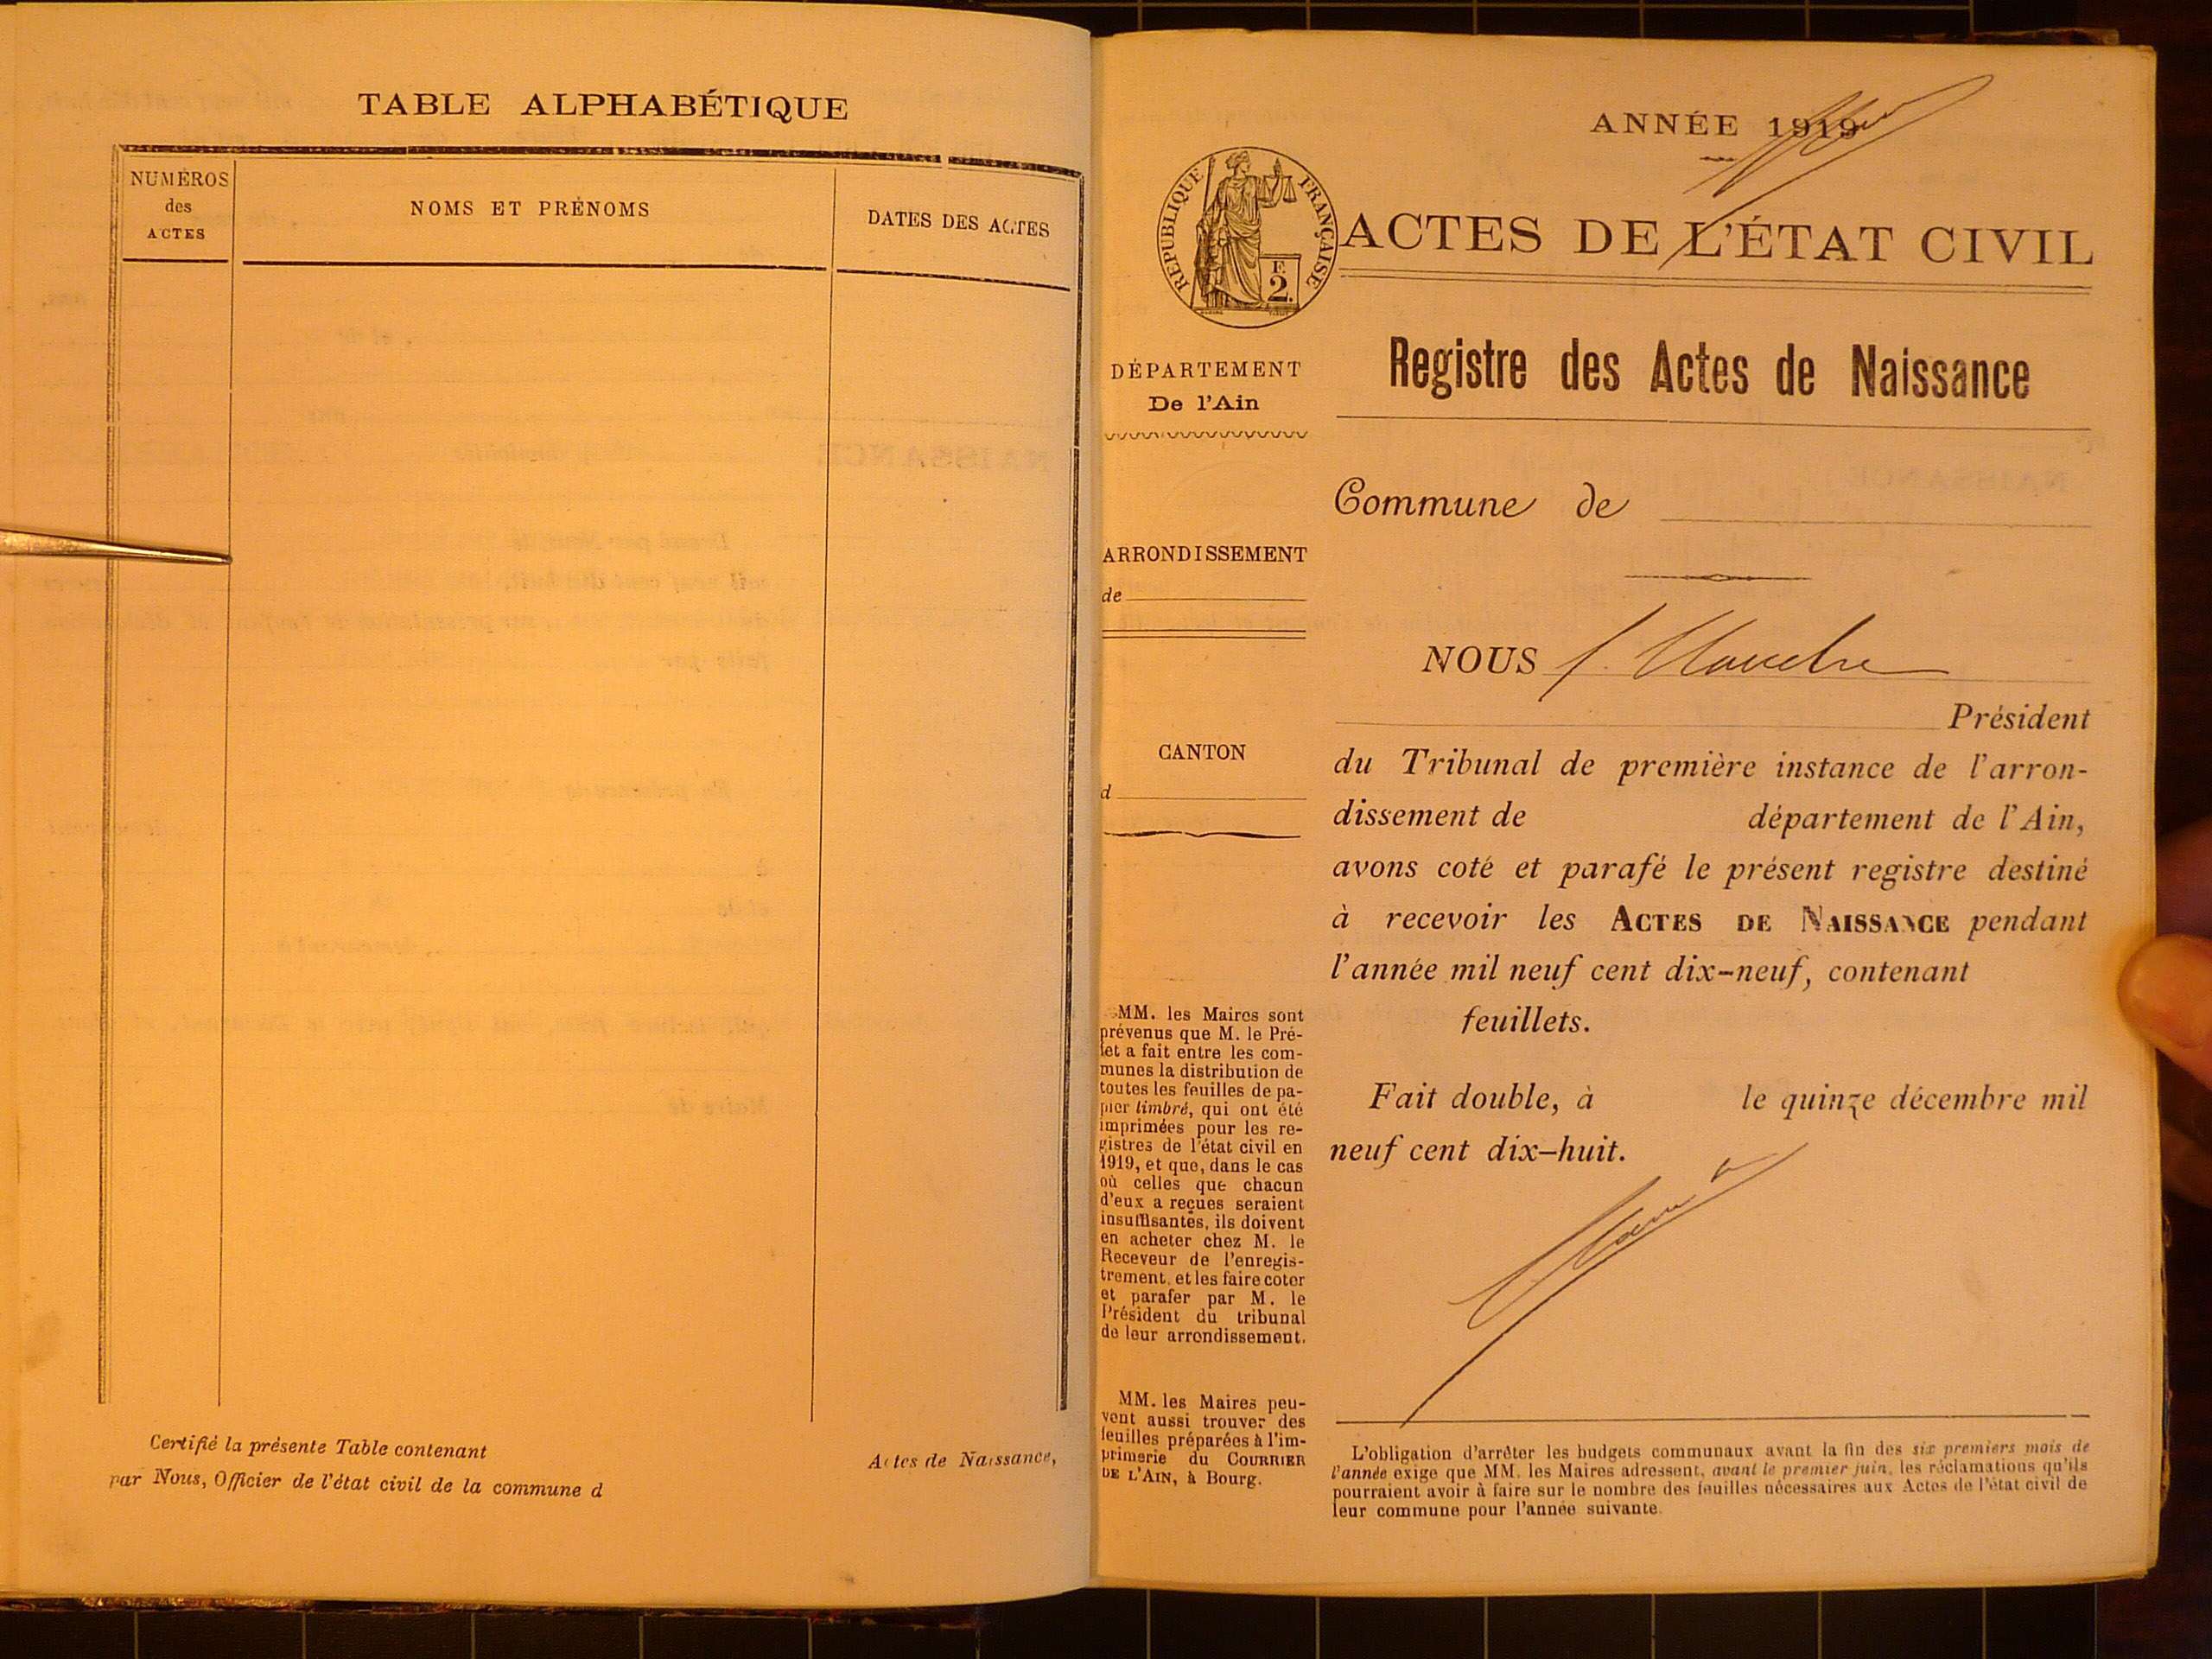 TABLE ALPHABÉTIQUE
NUMÉROS
des
ACTES
NOMS ET PRÉNOMS
DATES DES ACTES
Certifié la présente Table contenant
Actes de Naissance,
par Nous, Officier de l'état civil de la commune d
ANNÉE 1919
RÉPUBLIQUE FRANÇAISE
F.
2.
ACTES DE L'ÉTAT CIVIL
Registre des Actes de Naissance
DÉPARTEMENT
De l'Ain
Commune de
ARRONDISSEMENT
de
NOUS
Président
CANTON
d
du Tribunal de première instance de l'arron-
dissement de département de l'Ain,
avons coté et parafé le présent registre destiné
à recevoir les ACTES DE NAISSANCE pendant
l'année mil neuf cent dix-neuf, contenant
feuillets.
Fait double, à le quinze décembre mil
neuf cent dix-huit.
MM. les Maires sont
prévenus que M. le Pré-
fet a fait entre les com-
munes la distribution de
toutes les feuilles de pa-
pier timbré, qui ont été
imprimées pour les re-
gistres de l'état civil en
1919, et que, dans le cas
où celles que chacun
d'eux a reçues seraient
insuffisantes, ils doivent
en acheter chez M. le
Receveur de l'enregis-
trement, et les faire coter
et parafer par M. le
Président du tribunal
de leur arrondissement.
MM. les Maires peu-
vent aussi trouver des
feuilles préparées à l'im-
primerie du COURRIER
DE L'AIN, à Bourg.
L'obligation d'arrêter les budgets communaux avant la fin des six premiers mois de
l'année exige que MM. les Maires adressent, avant le premier juin, les réclamations qu'ils
pourraient avoir à faire sur le nombre des feuilles nécessaires aux Actes de l'état civil de
leur commune pour l'année suivante.